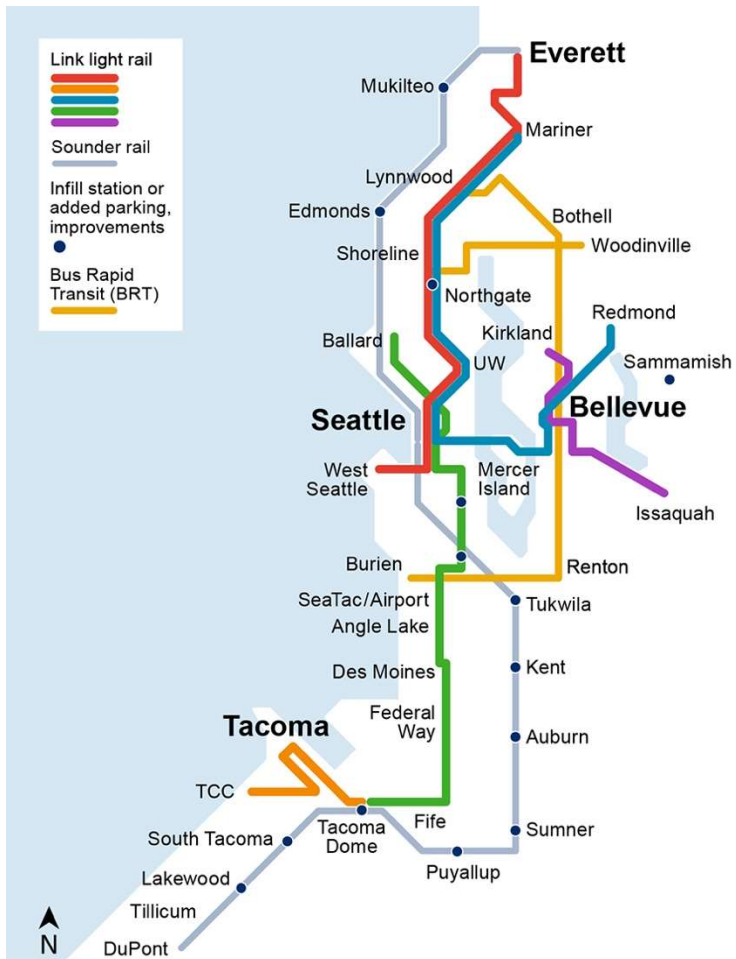 Link light rail
Sounder rail
Infill station or
added parking,
improvements
Bus Rapid
Transit (BRT)
Everett
Mukilteo
Mariner
Lynnwood
Edmonds
Bothell
Shoreline
Woodinville
Northgate
Redmond
Ballard
Kirkland
UW
Sammamish
Seattle
Bellevue
West
Seattle
Mercer
Island
Issaquah
Burien
Renton
SeaTac/Airport
Tukwila
Angle Lake
Des Moines
Kent
Federal
Way
Tacoma
Auburn
TCC
Fife
Tacoma
Dome
Sumner
South Tacoma
Puyallup
Lakewood
Tillicum
DuPont
N